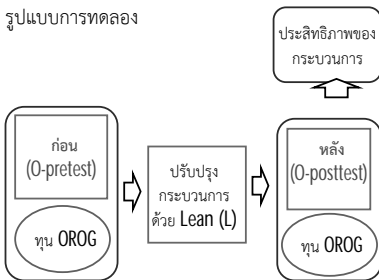 รูปแบบการทดลอง
ประสิทธิภาพของ
กระบวนการ
ก่อน
(O-pretest)
ทุน OROG
ปรับปรุง
กระบวนการ
ด้วย Lean (L)
หลัง
(O-posttest)
ทุน OROG